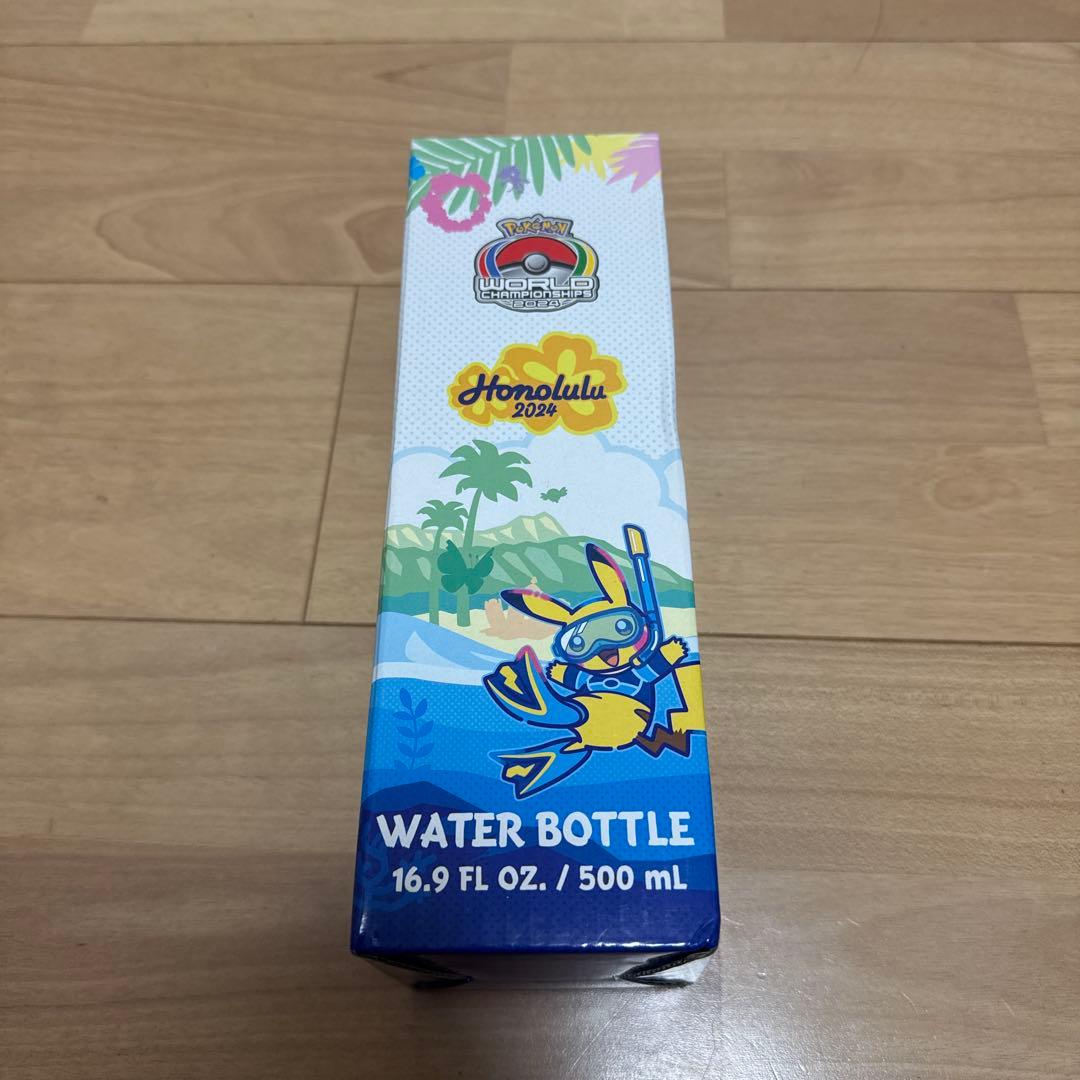 POKÉMON
WORLD
CHAMPIONSHIPS
2024
Honolulu
2024
WATER BOTTLE
16.9 FL OZ. / 500 mL